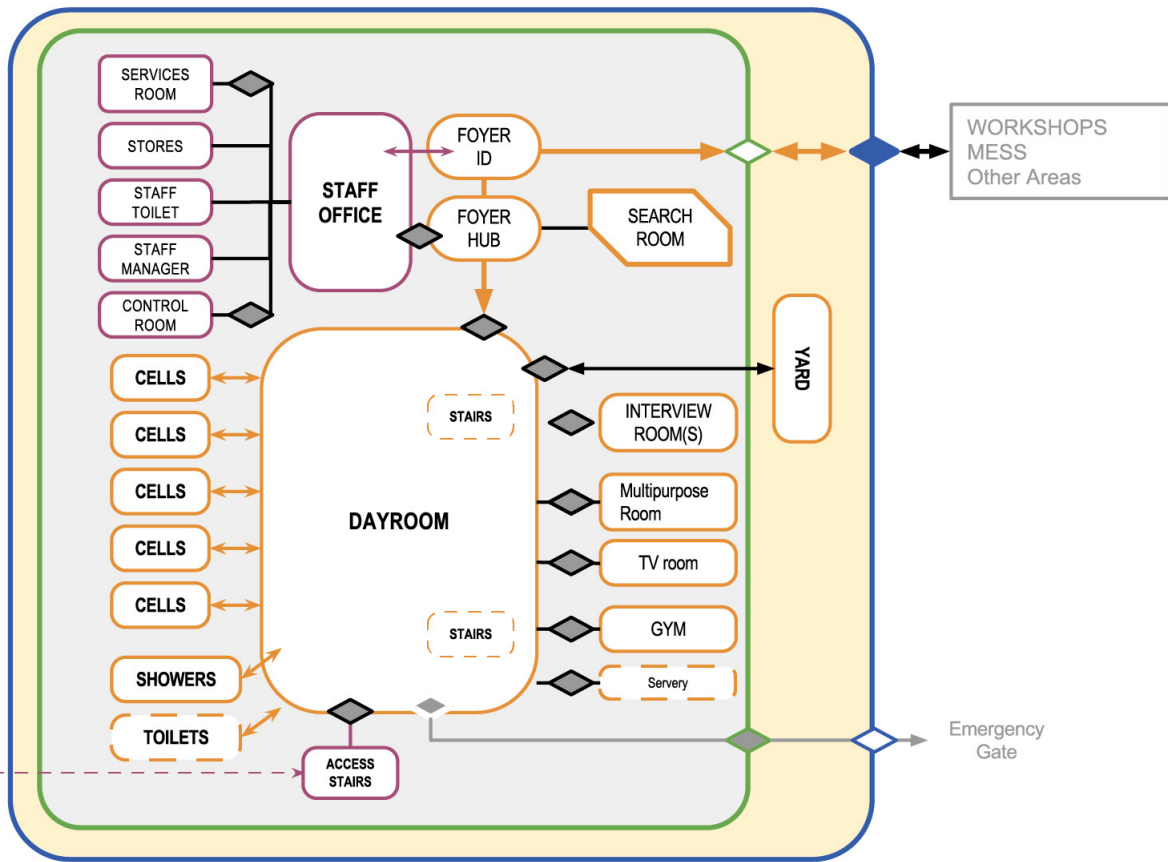 SERVICES
ROOM
STORES
STAFF
TOILET
STAFF
MANAGER
CONTROL
ROOM
STAFF
OFFICE
FOYER
ID
FOYER
HUB
SEARCH
ROOM
WORKSHOPS
MESS
Other Areas
YARD
CELLS
CELLS
CELLS
CELLS
CELLS
SHOWERS
TOILETS
DAYROOM
STAIRS
STAIRS
INTERVIEW
ROOM(S)
Multipurpose
Room
TV room
GYM
Servery
ACCESS
STAIRS
Emergency
Gate